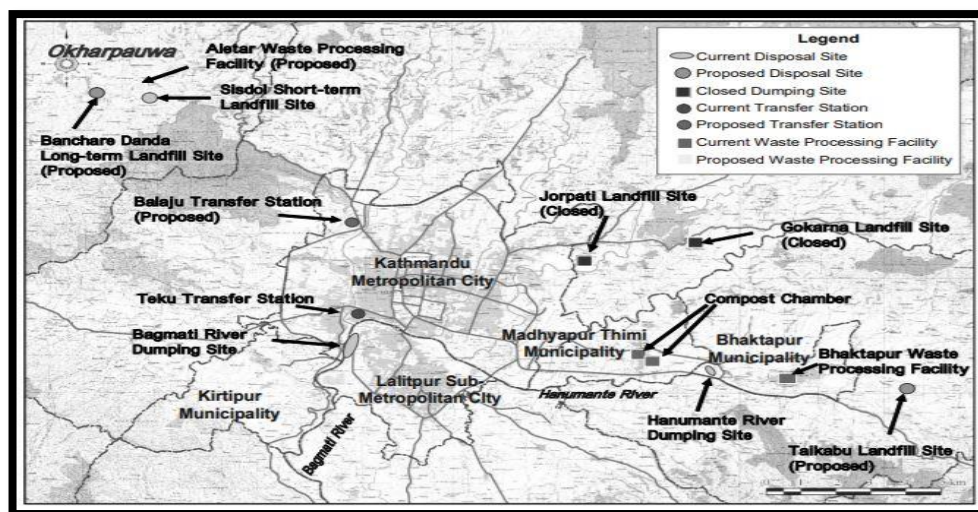 Okharpauwa
Aletar Waste Processing
Facility (Proposed)
Sisdol Short-term
Landfill Site
Banchare Danda
Long-term Landfill Site
(Proposed)
Legend
Current Disposal Site
Proposed Disposal Site
Closed Dumping Site
Current Transfer Station
Proposed Transfer Station
Current Waste Processing Facility
Proposed Waste Processing Facility
Balaju Transfer Station
(Proposed)
Jorpati Landfill Site
(Closed)
Gokarna Landfill Site
(Closed)
Kathmandu
Metropolitan City
Teku Transfer Station
Compost Chamber
Bagmati River
Dumping Site
Madhyapur Thimi
Municipality
Bhaktapur
Municipality
Bhaktapur Waste
Processing Facility
Kirtipur
Municipality
Lalitpur Sub-
Metropolitan City
Hanumante River
Bagmati River
Hanumante River
Dumping Site
Taikabu Landfill Site
(Proposed)
km